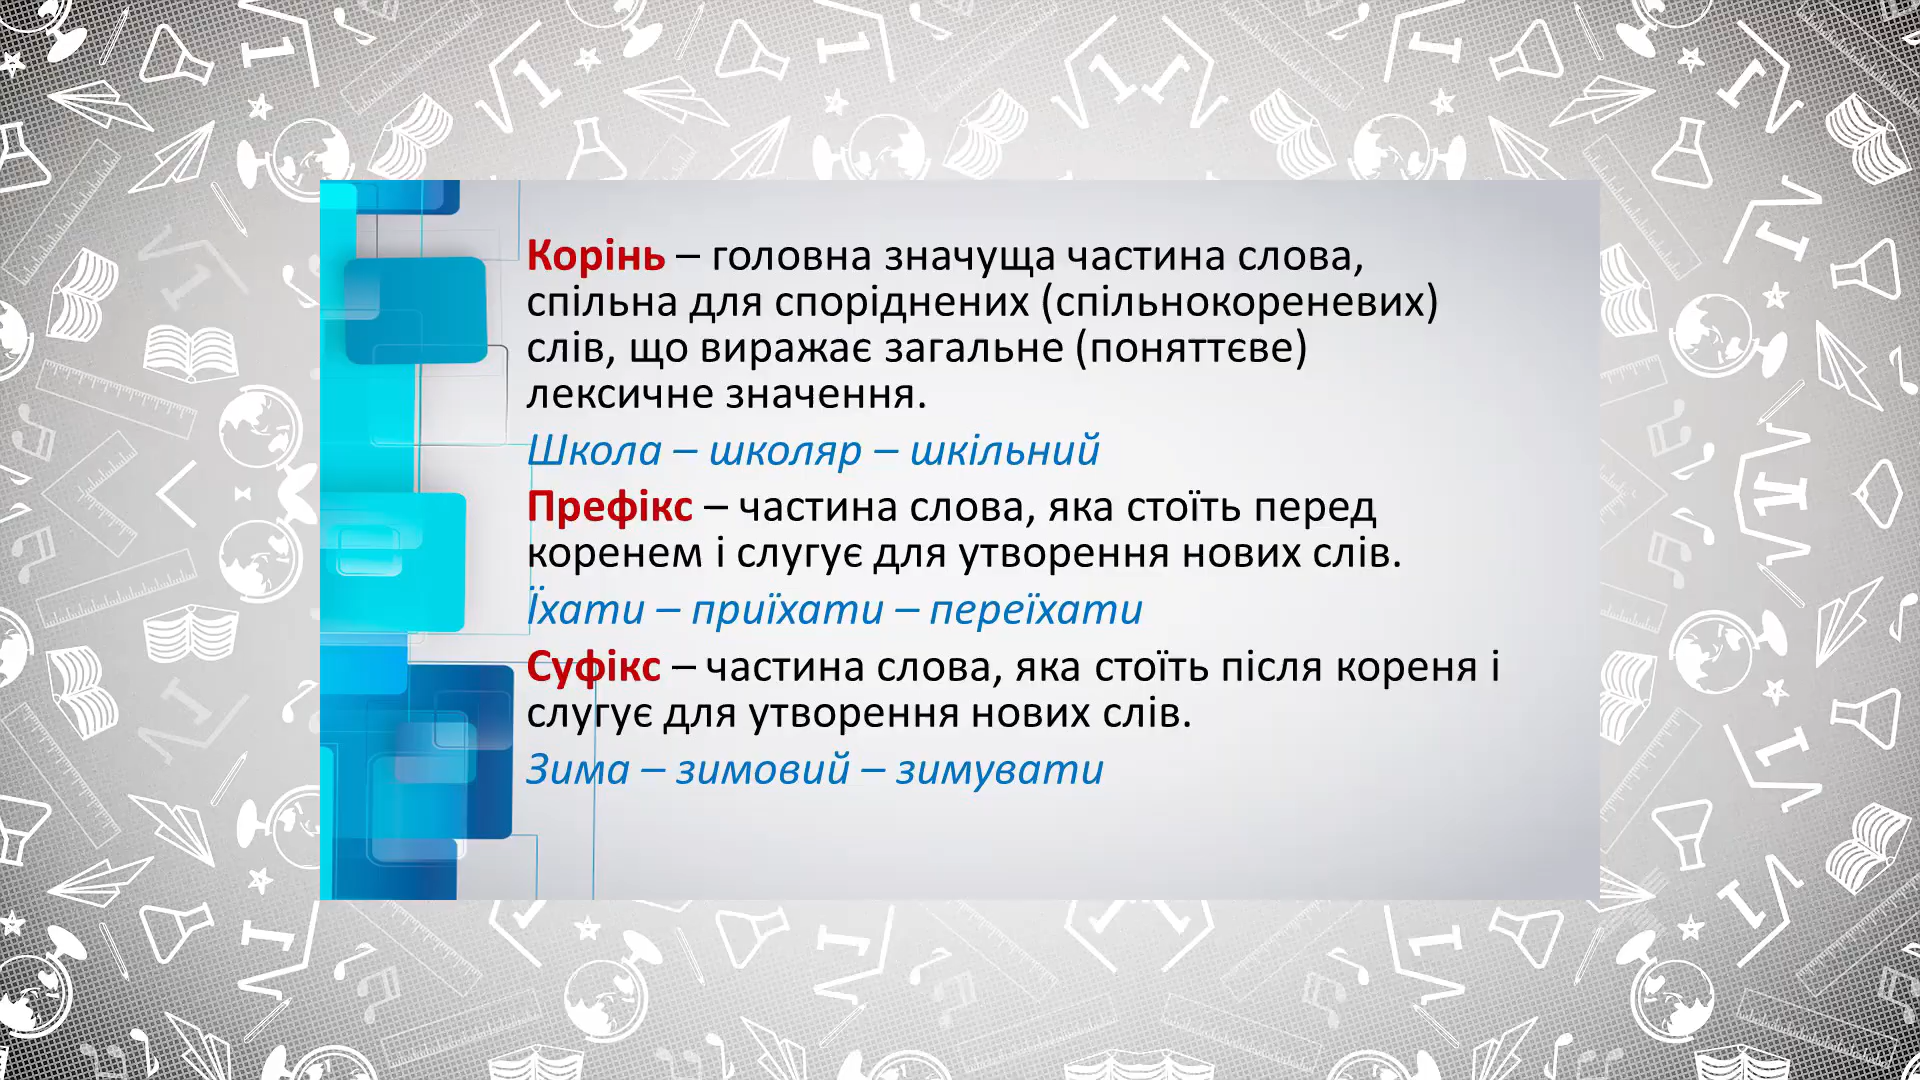 Корінь – головна значуща частина слова,
спільна для споріднених (спільнокореневих)
слів, що виражає загальне (поняттєве)
лексичне значення.
Школа – школяр – шкільний
Префікс – частина слова, яка стоїть перед
коренем і слугує для утворення нових слів.
Їхати – приїхати – переїхати
Суфікс – частина слова, яка стоїть після кореня і
слугує для утворення нових слів.
Зима – зимовий – зимувати